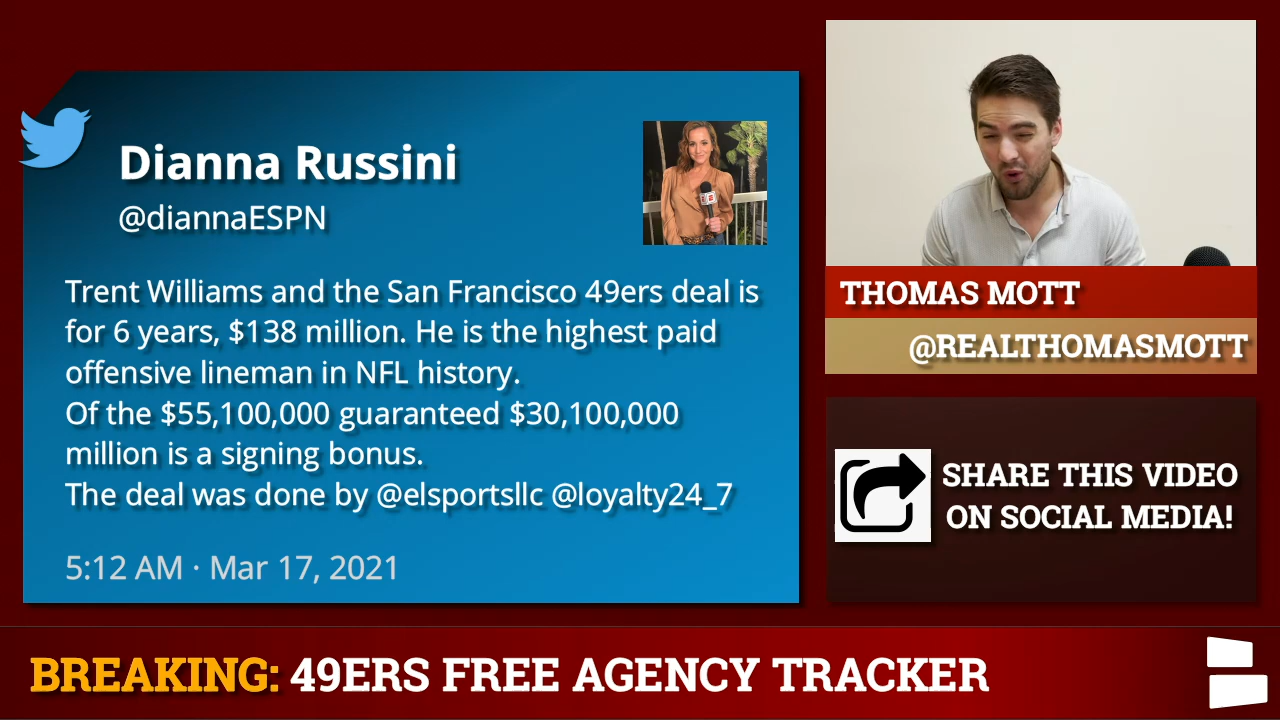 Dianna Russini
@diannaESPN
Trent Williams and the San Francisco 49ers deal is
for 6 years, $138 million. He is the highest paid
offensive lineman in NFL history.
Of the $55,100,000 guaranteed $30,100,000
million is a signing bonus.
The deal was done by @elsportsllc @loyalty24_7
5:12 AM · Mar 17, 2021
THOMAS MOTT
@REALTHOMASMOTT
SHARE THIS VIDEO
ON SOCIAL MEDIA!
BREAKING: 49ERS FREE AGENCY TRACKER